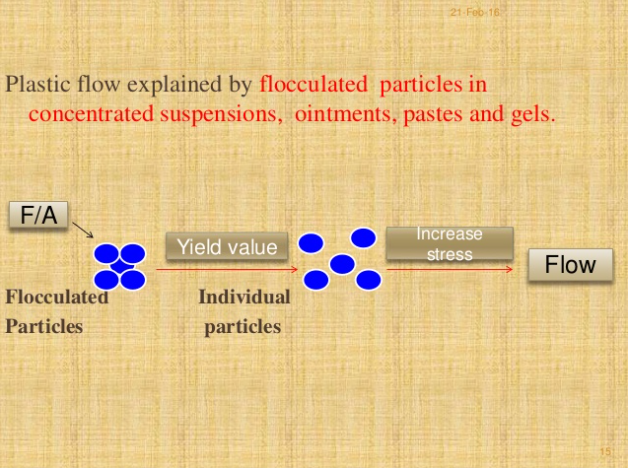 21-Feb-16
Plastic flow explained by flocculated particles in
concentrated suspensions, ointments, pastes and gels.
F/A
Yield value
Increase
stress
Flow
Flocculated
Particles
Individual
particles
15